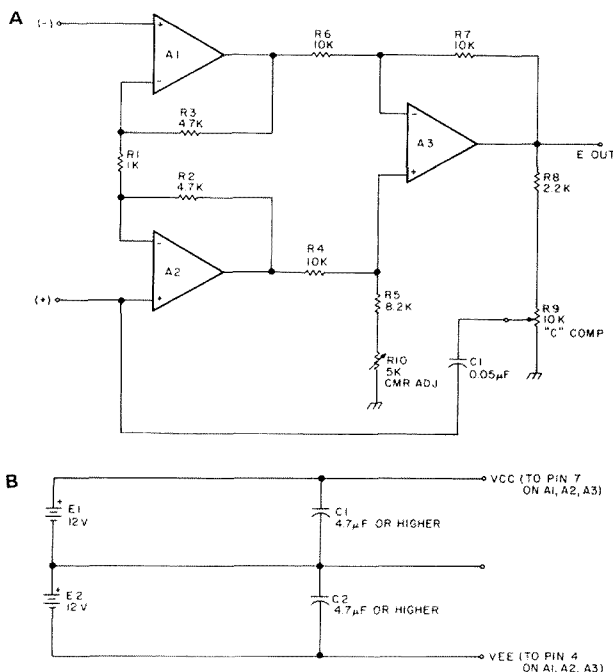 A
(-)
+
A1
-
R6
10K
R7
10K
R3
4.7K
R1
1K
R2
4.7K
-
A3
+
E OUT
R8
2.2K
-
A2
+
R4
10K
(+)
R5
8.2K
R9
10K
"C" COMP
R10
5K
CMR ADJ
C1
0.05µF
B
VCC (TO PIN 7
ON A1, A2, A3)
+
E1
12V
C1
4.7µF OR HIGHER
+
E2
12V
C2
4.7µF OR HIGHER
VEE (TO PIN 4
ON A1, A2, A3)